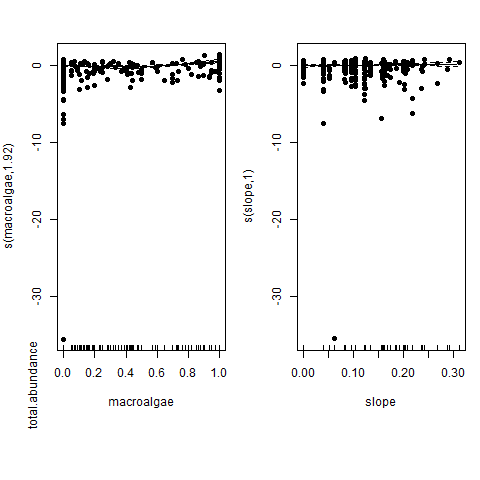 s(macroalgae,1.92)
0
-10
-20
-30
0.0 0.2 0.4 0.6 0.8 1.0
macroalgae
total.abundance
s(slope,1)
0
-10
-20
-30
0.00 0.10 0.20 0.30
slope